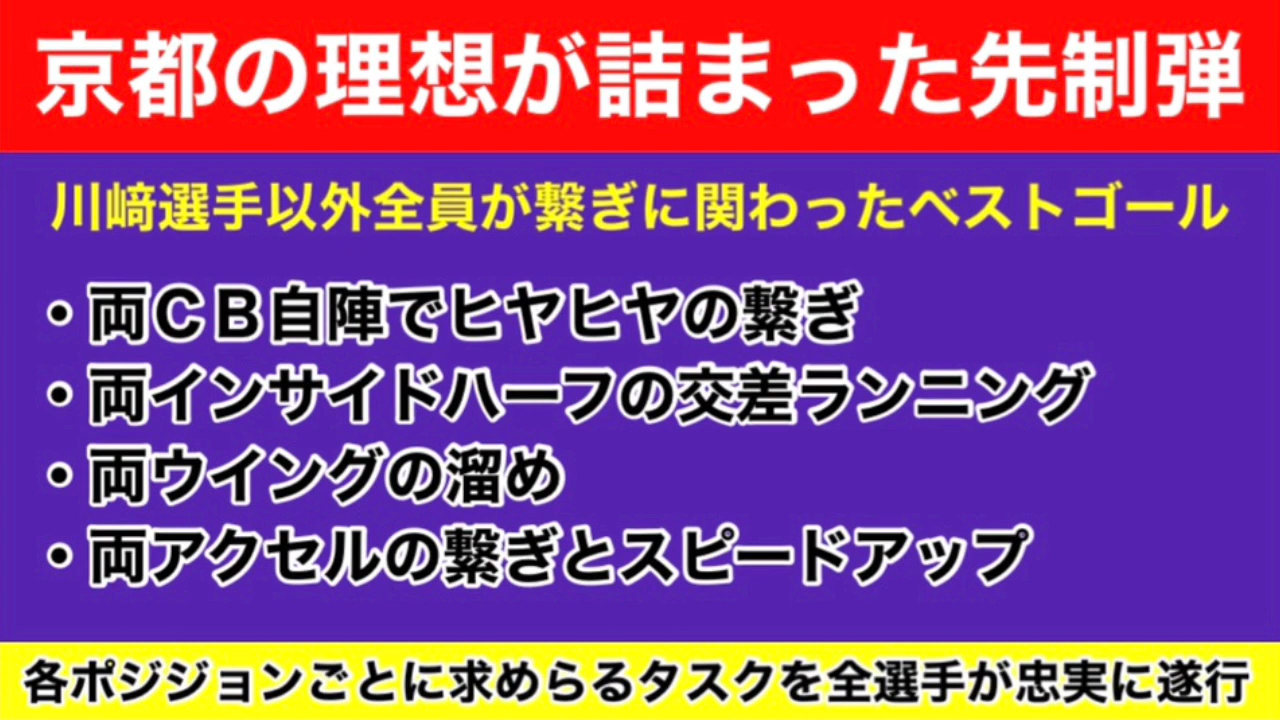 京都の理想が詰まった先制弾
川﨑選手以外全員が繋ぎに関わったベストゴール
・両ＣＢ自陣でヒヤヒヤの繋ぎ
・両インサイドハーフの交差ランニング
・両ウイングの溜め
・両アクセルの繋ぎとスピードアップ
各ポジジョンごとに求めらるタスクを全選手が忠実に遂行